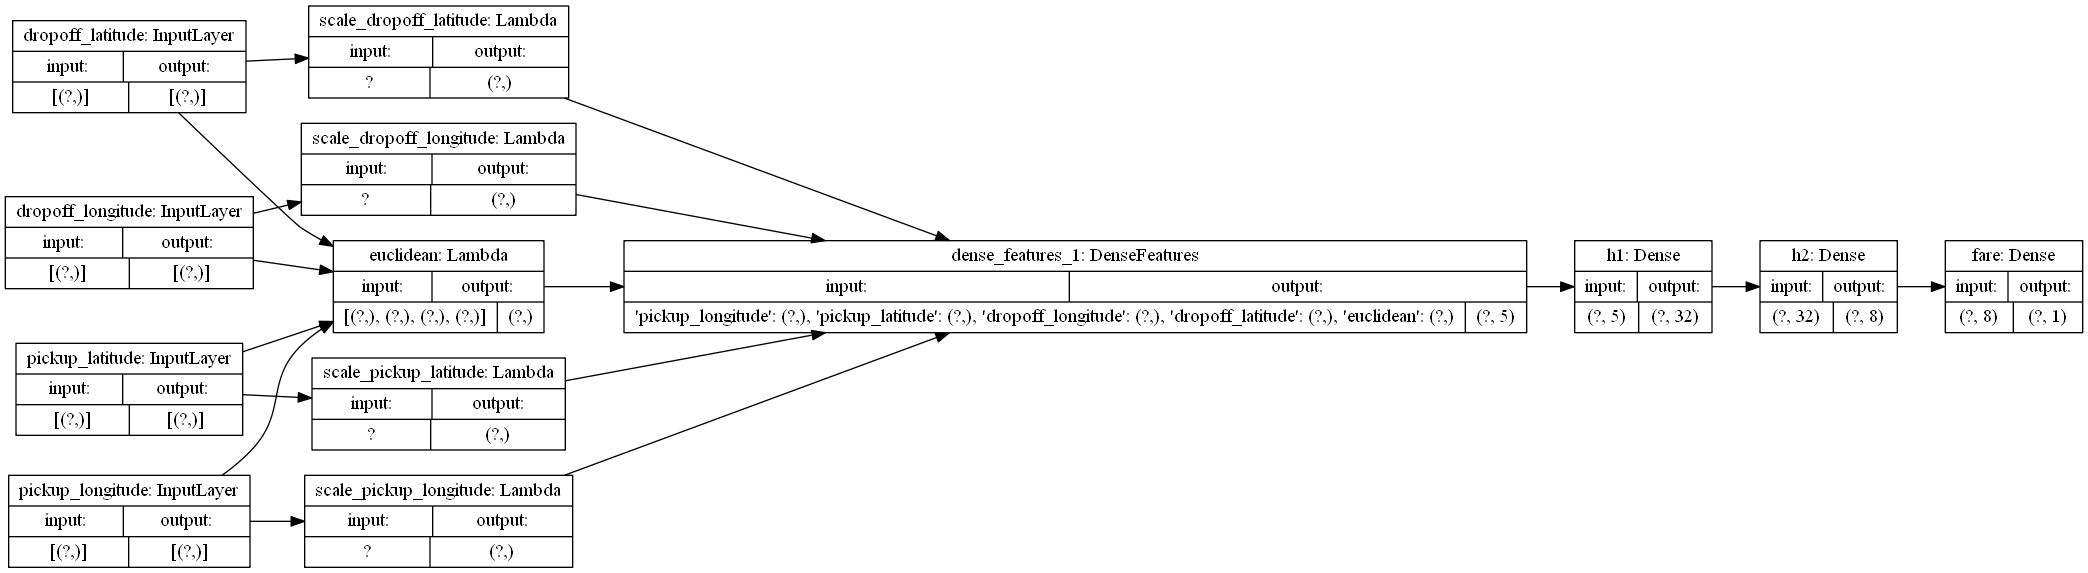 dropoff_latitude: InputLayer
input: output:
[(?,)] [(?,)]
scale_dropoff_latitude: Lambda
input: output:
? (?,)
scale_dropoff_longitude: Lambda
input: output:
? (?,)
dropoff_longitude: InputLayer
input: output:
[(?,)] [(?,)]
euclidean: Lambda
input: output:
[(?,), (?,), (?,), (?,)] (?,)
pickup_latitude: InputLayer
input: output:
[(?,)] [(?,)]
scale_pickup_latitude: Lambda
input: output:
? (?,)
pickup_longitude: InputLayer
input: output:
[(?,)] [(?,)]
scale_pickup_longitude: Lambda
input: output:
? (?,)
dense_features_1: DenseFeatures
input: output:
'pickup_longitude': (?,), 'pickup_latitude': (?,), 'dropoff_longitude': (?,), 'dropoff_latitude': (?,), 'euclidean': (?,) (?, 5)
h1: Dense
input: output:
(?, 5) (?, 32)
h2: Dense
input: output:
(?, 32) (?, 8)
fare: Dense
input: output:
(?, 8) (?, 1)